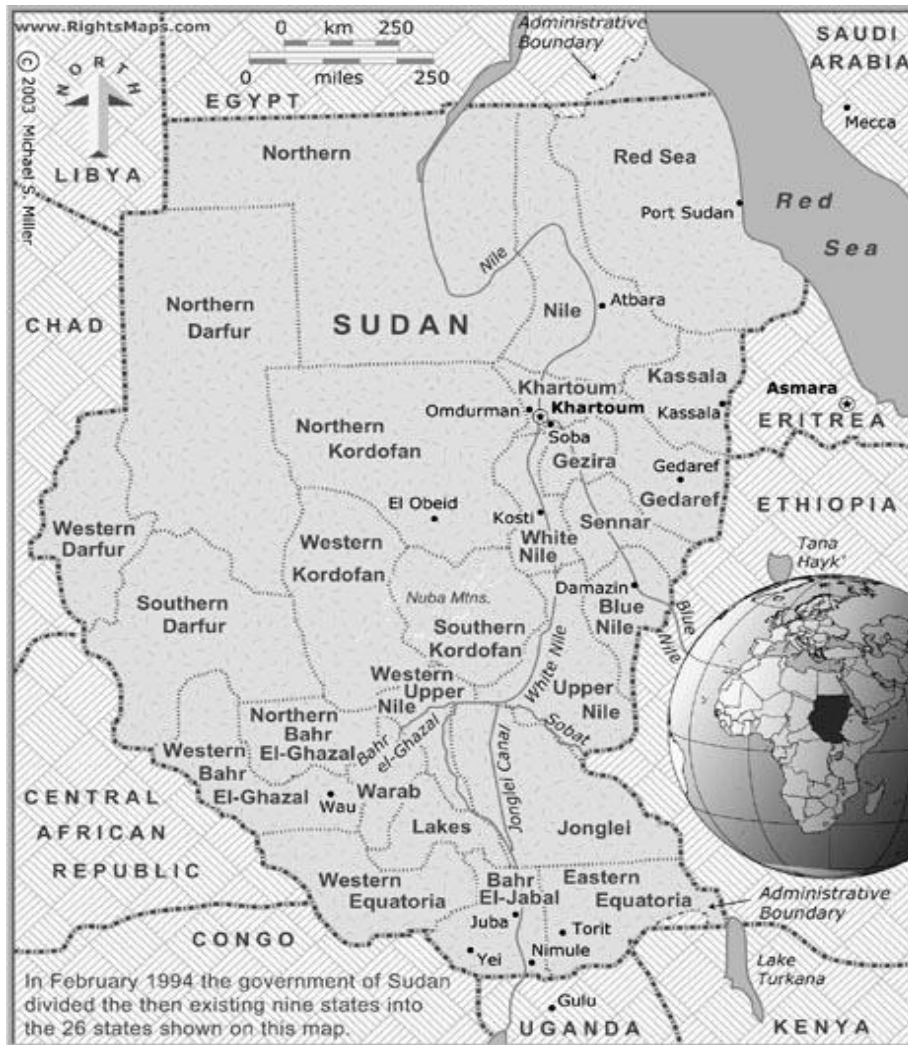 www.RightsMaps.com
© 2003 Michael S. Miller
NORTH
0 km 250
0 miles 250
Administrative
Boundary
SAUDI
ARABIA
Mecca
EGYPT
LIBYA
Northern
Red Sea
Port Sudan
Red
Sea
Nile
Northern
Darfur
SUDAN
Nile
Atbara
CHAD
Khartoum
Kassala
Asmara
Omdurman
Khartoum
Kassala
ERITREA
Soba
Northern
Kordofan
Gezira
Gedaref
Gedaref
El Obeid
ETHIOPIA
Kosti
Sennar
Western
Darfur
Western
Kordofan
White
Nile
Tana
Hayk'
Damazin
Nuba Mtns.
Southern
Darfur
Blue
Nile
Blue
Nile
Southern
Kordofan
White Nile
Western
Upper
Nile
Upper
Nile
Northern
Bahr
El-Ghazal
Bahr
el-Ghazal
Sobat
Western
Bahr
El-Ghazal
Jonglei Canal
Wau
Warab
CENTRAL
AFRICAN
REPUBLIC
Lakes
Jonglei
Western
Equatoria
Bahr
El-Jabal
Eastern
Equatoria
Administrative
Boundary
Juba
Torit
CONGO
Yei
Nimule
Lake
Turkana
In February 1994 the government of Sudan
divided the then existing nine states into
the 26 states shown on this map.
Gulu
UGANDA
KENYA